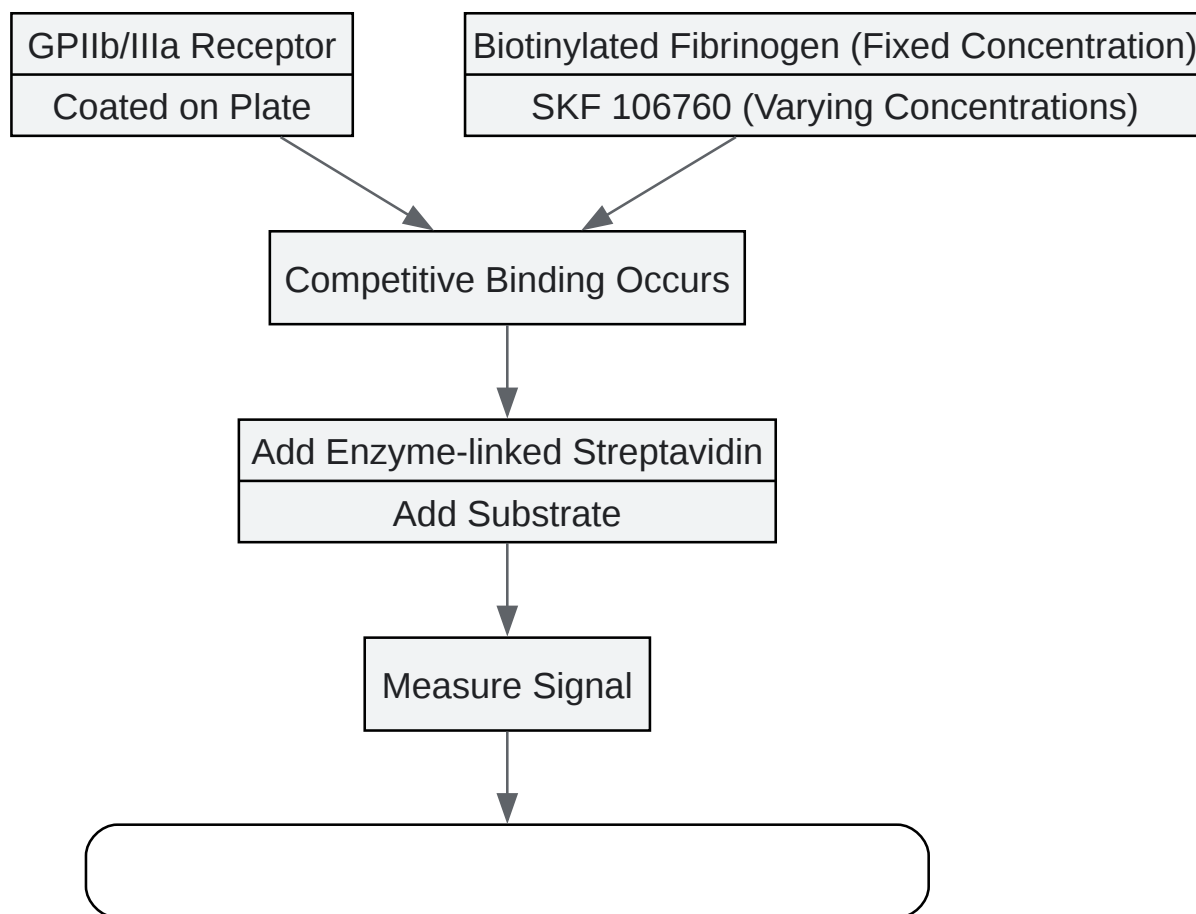 GPIIb/IIIa Receptor
Coated on Plate
Biotinylated Fibrinogen (Fixed Concentration)
SKF 106760 (Varying Concentrations)
Competitive Binding Occurs
Add Enzyme-linked Streptavidin
Add Substrate
Measure Signal